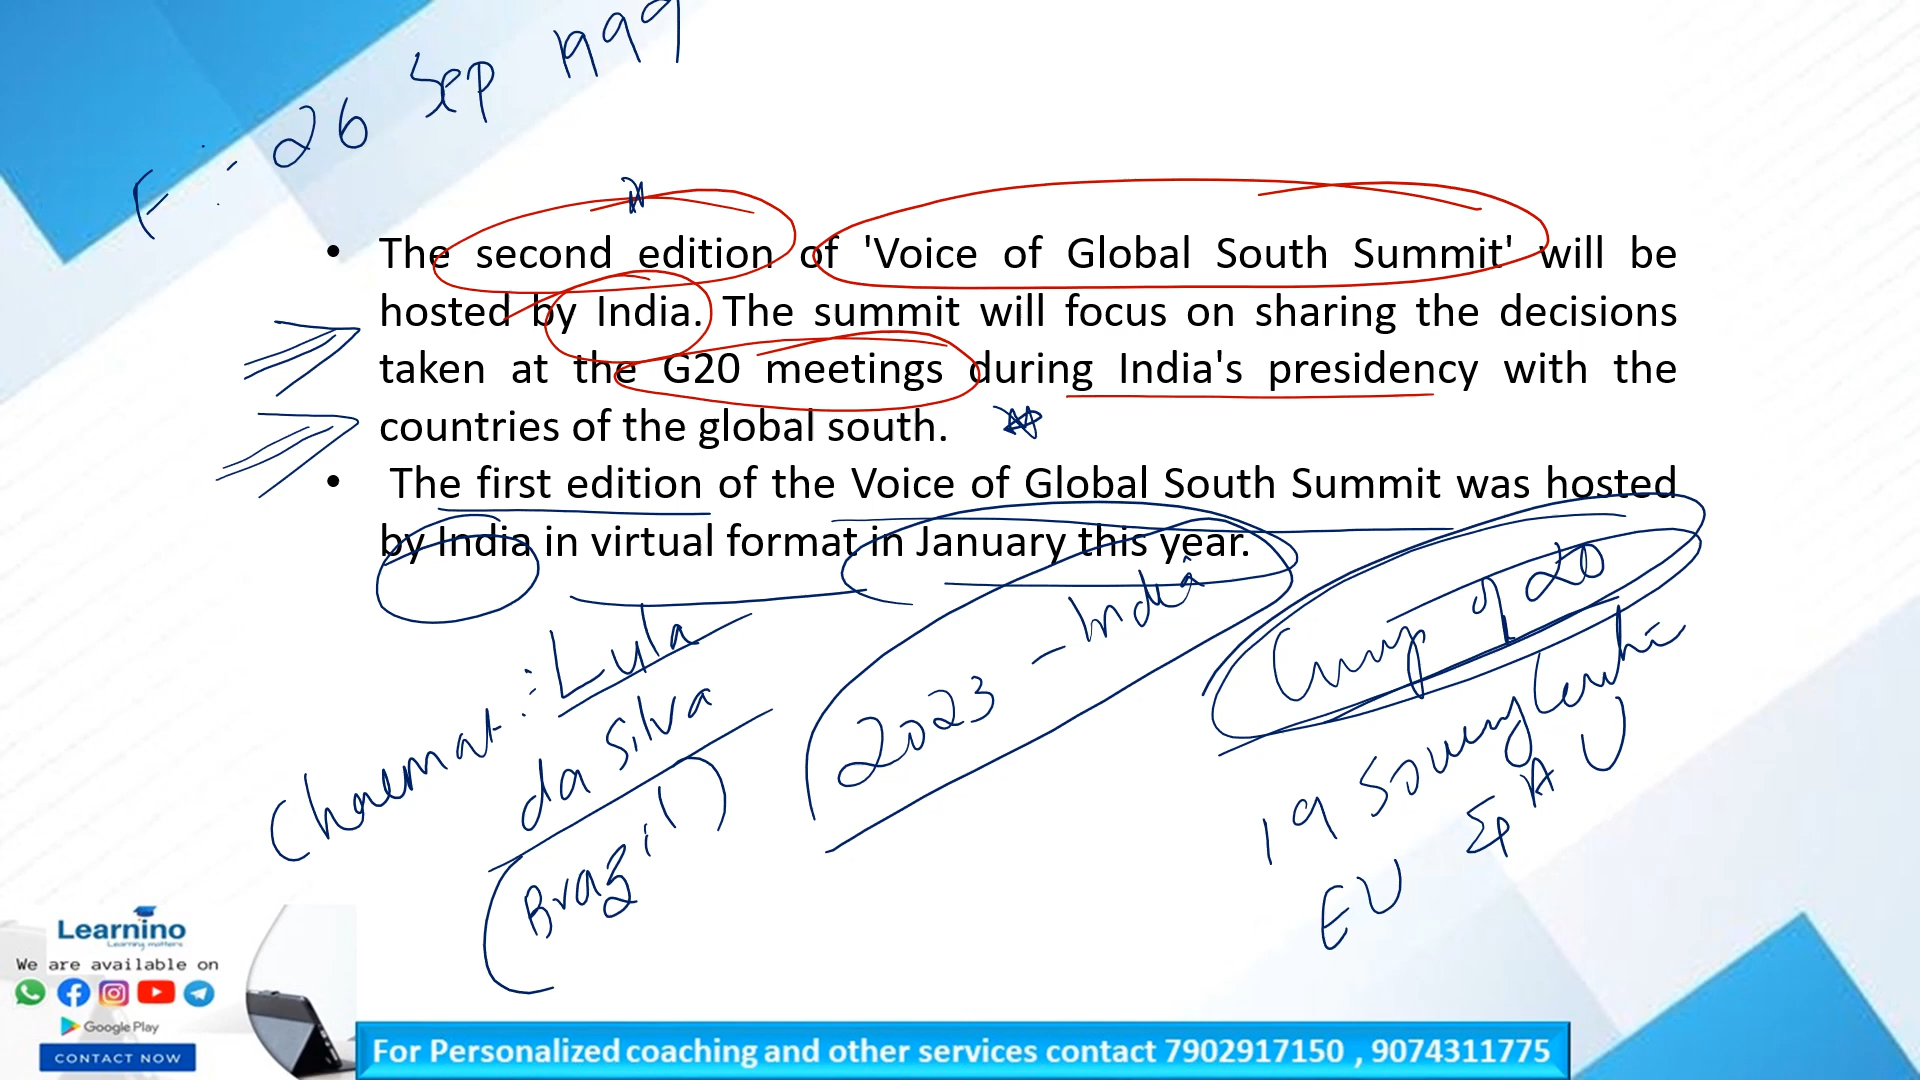 F :- 26 Sep 1999
• The second edition of 'Voice of Global South Summit' will be
hosted by India. The summit will focus on sharing the decisions
taken at the G20 meetings during India's presidency with the
countries of the global south.
• The first edition of the Voice of Global South Summit was hosted
by India in virtual format in January this year.
: Lula
da Silva
(Brazil)
2023 - India
of 20
19
EU & AU
Learnino
Learning matters
We are available on
Google Play
CONTACT NOW
For Personalized coaching and other services contact 7902917150 , 9074311775